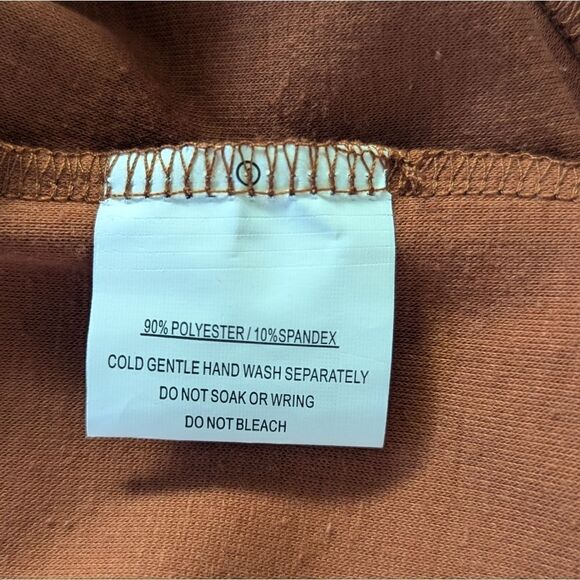 90% POLYESTER / 10%SPANDEX
COLD GENTLE HAND WASH SEPARATELY
DO NOT SOAK OR WRING
DO NOT BLEACH